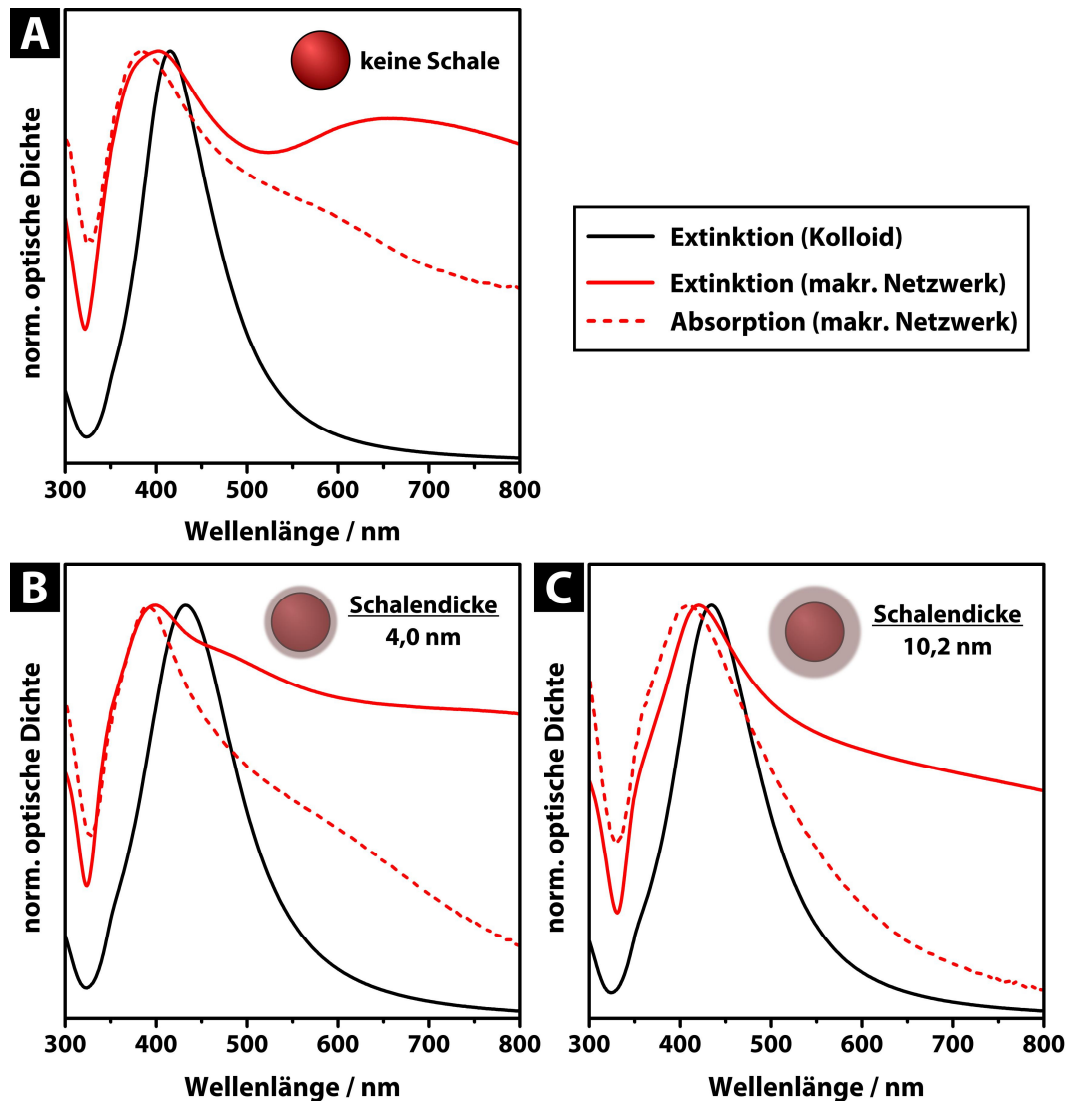 A
keine Schale
norm. optische Dichte
300 400 500 600 700 800
Wellenlänge / nm
Extinktion (Kolloid)
Extinktion (makr. Netzwerk)
Absorption (makr. Netzwerk)
B
Schalendicke
4,0 nm
norm. optische Dichte
300 400 500 600 700 800
Wellenlänge / nm
C
Schalendicke
10,2 nm
norm. optische Dichte
300 400 500 600 700 800
Wellenlänge / nm